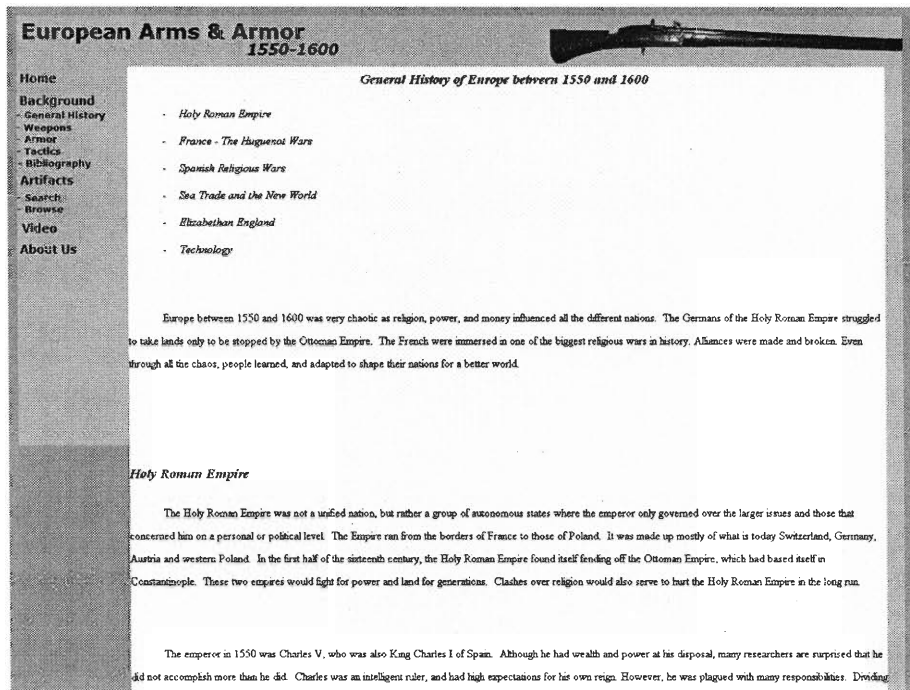 European Arms & Armor
1550-1600
Home
Background
- General History
- Weapons
- Armor
- Tactics
- Bibliography
Artifacts
- Search
- Browse
Video
About Us
General History of Europe between 1550 and 1600
- Holy Roman Empire
- France - The Huguenot Wars
- Spanish Religious Wars
- Sea Trade and the New World
- Elizabethan England
- Technology
Europe between 1550 and 1600 was very chaotic as religion, power, and money influenced all the different nations. The Germans of the Holy Roman Empire struggled
to take lands only to be stopped by the Ottoman Empire. The French were immersed in one of the biggest religious wars in history. Alliances were made and broken. Even
through all the chaos, people learned, and adapted to shape their nations for a better world.
Holy Roman Empire
The Holy Roman Empire was not a unified nation, but rather a group of autonomous states where the emperor only governed over the larger issues and those that
concerned him on a personal or political level. The Empire ran from the borders of France to those of Poland. It was made up mostly of what is today Switzerland, Germany,
Austria and western Poland. In the first half of the sixteenth century, the Holy Roman Empire found itself fending off the Ottoman Empire, which had based itself in
Constantinople. These two empires would fight for power and land for generations. Clashes over religion would also serve to hurt the Holy Roman Empire in the long run.
The emperor in 1550 was Charles V, who was also King Charles I of Spain. Although he had wealth and power at his disposal, many researchers are surprised that he
did not accomplish more than he did. Charles was an intelligent ruler, and had high expectations for his own reign. However, he was plagued with many responsibilities. Dividing